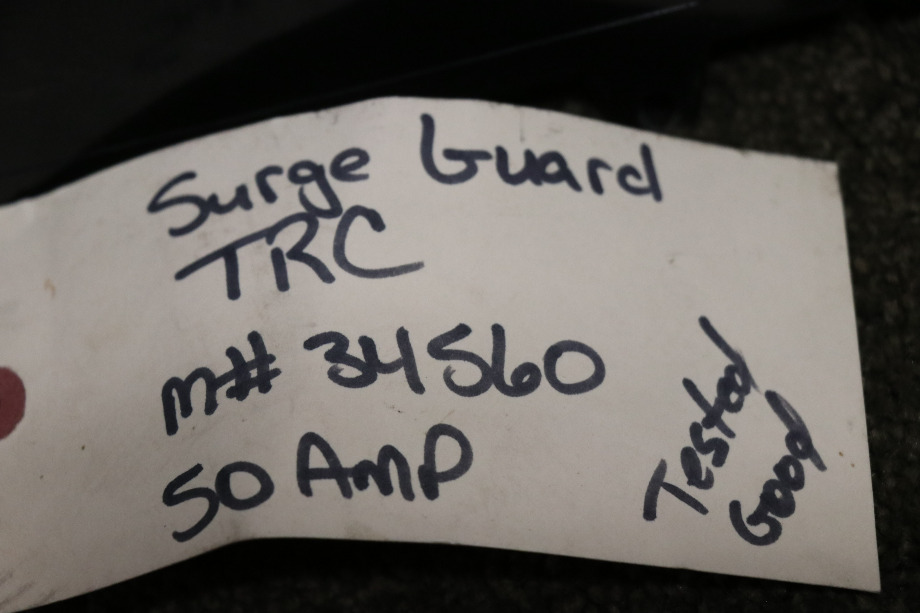 Surge Guard
TRC
M# 34560
50 AMP
Tested
Good